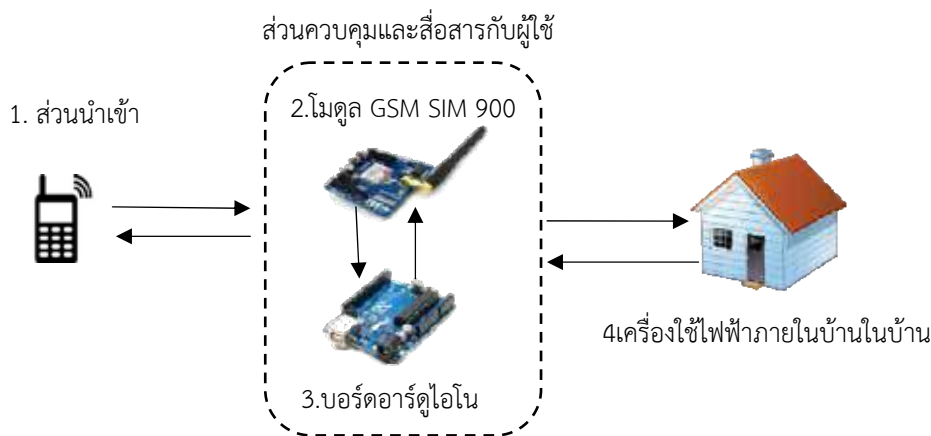 ส่วนควบคุมและสื่อสารกับผู้ใช้
1. ส่วนนำเข้า
2.โมดูล GSM SIM 900
3.บอร์ดอาร์ดูไอโน
4เครื่องใช้ไฟฟ้าภายในบ้านในบ้าน